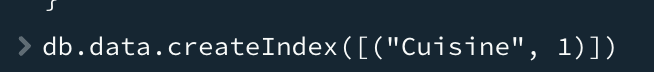 }
> db.data.createIndex([("Cuisine", 1)])